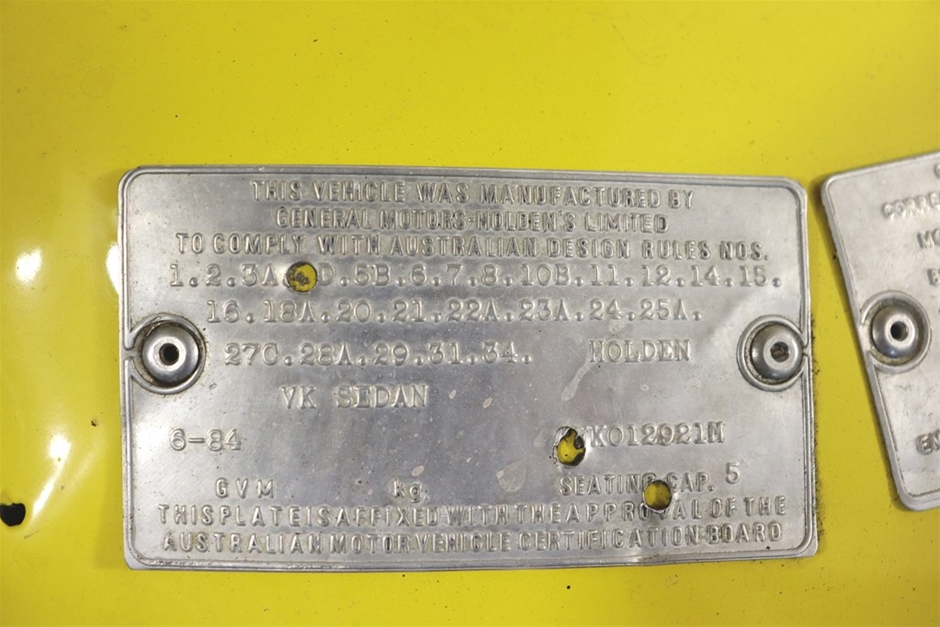 THIS VEHICLE WAS MANUFACTURED BY
GENERAL MOTORS-HOLDEN'S LIMITED
TO COMPLY WITH AUSTRALIAN DESIGN RULES NOS.
1.2.3A. D.5B.6.7.8.10B.11.12.14.15.
16.18A.20.21.22A.23A.24.25A.
27C.28A.29.31.34. HOLDEN
VK SEDAN
6-84 K012921M
GVM kg. SEATING CAP. 5
THIS PLATE IS AFFIXED WITH THE APPROVAL OF THE
AUSTRALIAN MOTOR VEHICLE CERTIFICATION BOARD